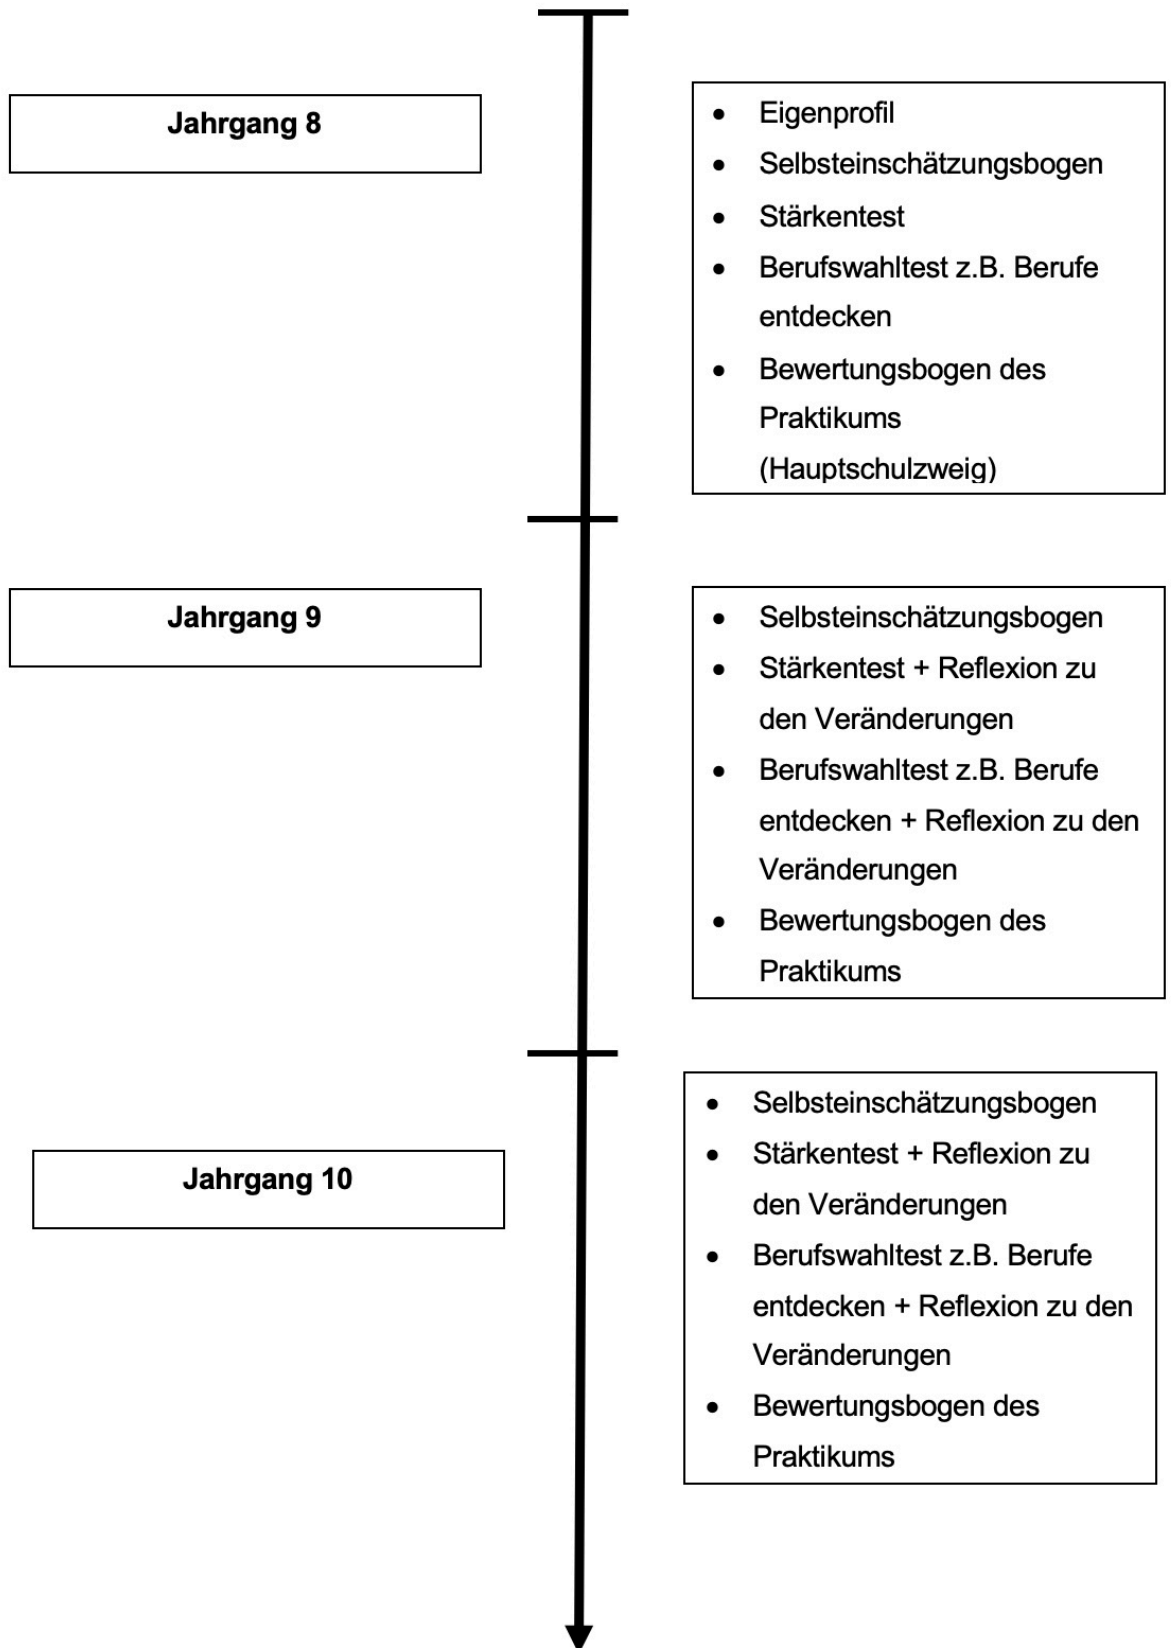 Jahrgang 8
• Eigenprofil
• Selbsteinschätzungsbogen
• Stärkentest
• Berufswahltest z.B. Berufe
entdecken
• Bewertungsbogen des
Praktikums
(Hauptschulzweig)
Jahrgang 9
• Selbsteinschätzungsbogen
• Stärkentest + Reflexion zu
den Veränderungen
• Berufswahltest z.B. Berufe
entdecken + Reflexion zu den
Veränderungen
• Bewertungsbogen des
Praktikums
Jahrgang 10
• Selbsteinschätzungsbogen
• Stärkentest + Reflexion zu
den Veränderungen
• Berufswahltest z.B. Berufe
entdecken + Reflexion zu den
Veränderungen
• Bewertungsbogen des
Praktikums